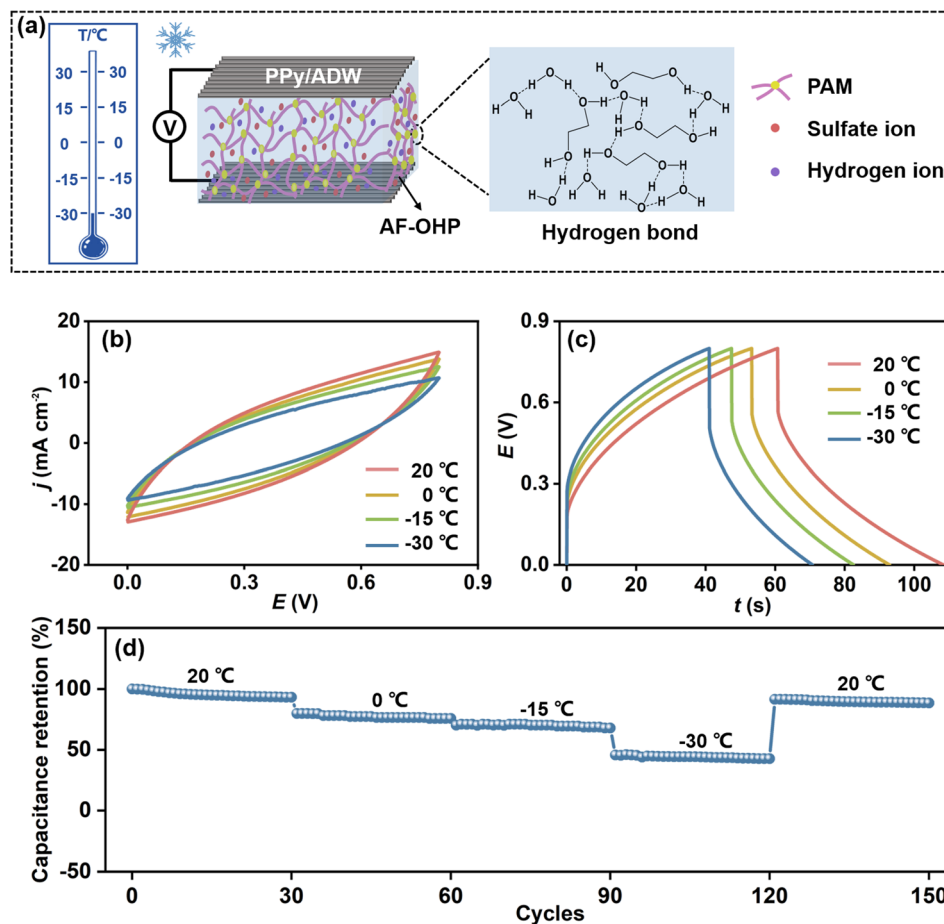 (a)
T/℃
30 30
15 15
0 0
-15 -15
-30 -30
V
PPy/ADW
AF-OHP
Hydrogen bond
PAM
Sulfate ion
Hydrogen ion
(b)
j (mA cm-2)
20
10
0
-10
-20
0.0 0.3 0.6 0.9
E (V)
20 ℃
0 ℃
-15 ℃
-30 ℃
(c)
E (V)
0.9
0.6
0.3
0.0
0 20 40 60 80 100
t (s)
20 ℃
0 ℃
-15 ℃
-30 ℃
(d)
Capacitance retention (%)
150
100
50
0
-50
20 ℃
0 ℃
-15 ℃
-30 ℃
20 ℃
0 30 60 90 120 150
Cycles